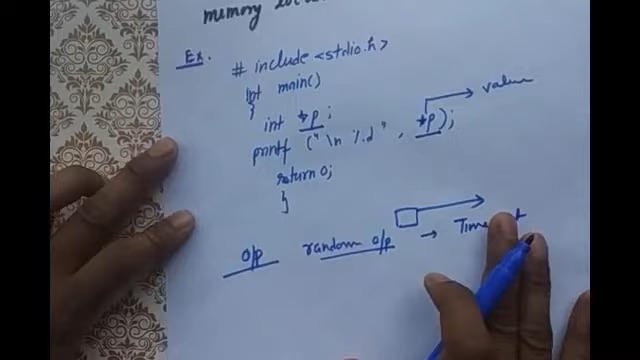 memory
Ex.
# include <stdio.h>
int main()
{
int *p ;
printf ("\n %d" , *p); → value
return 0;
}
o/p random o/p →